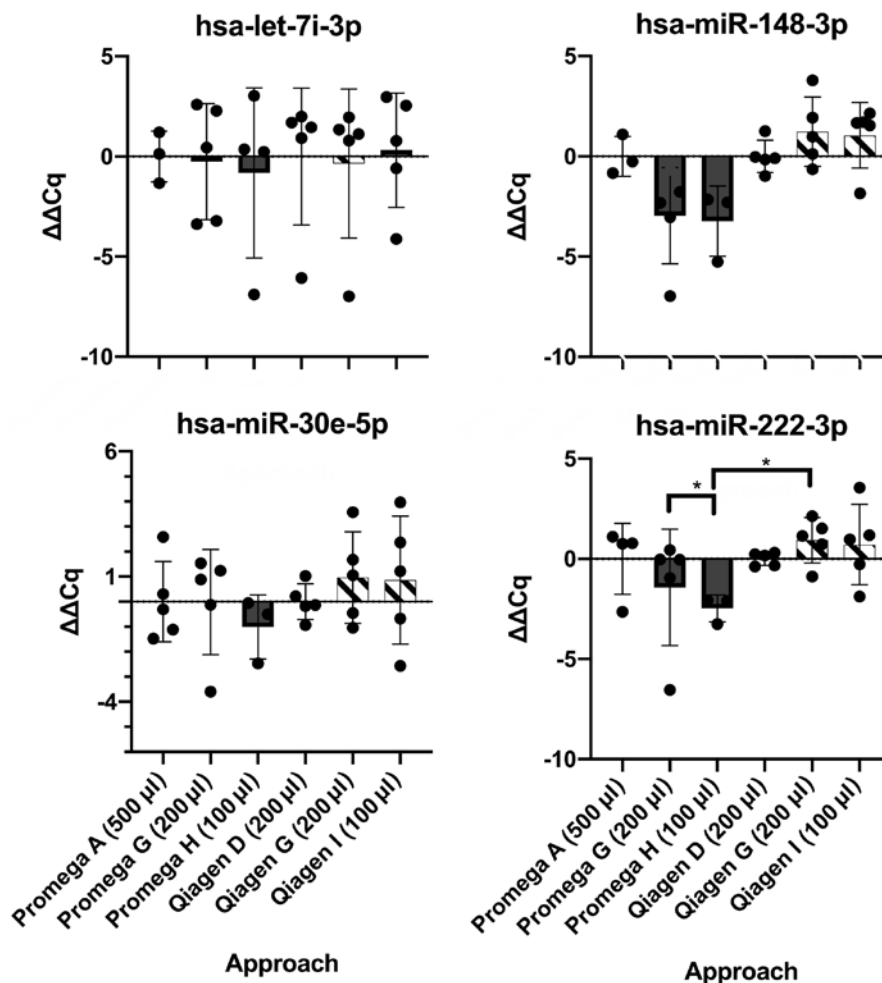 hsa-let-7i-3p
5
0
-5
-10
ΔΔCq
hsa-miR-148-3p
5
0
-5
-10
ΔΔCq
hsa-miR-30e-5p
6
1
-4
ΔΔCq
Promega A (500 µl)
Promega G (200 µl)
Promega H (100 µl)
Qiagen D (200 µl)
Qiagen G (200 µl)
Qiagen I (100 µl)
Approach
hsa-miR-222-3p
5
0
-5
-10
ΔΔCq
*
*
Promega A (500 µl)
Promega G (200 µl)
Promega H (100 µl)
Qiagen D (200 µl)
Qiagen G (200 µl)
Qiagen I (100 µl)
Approach